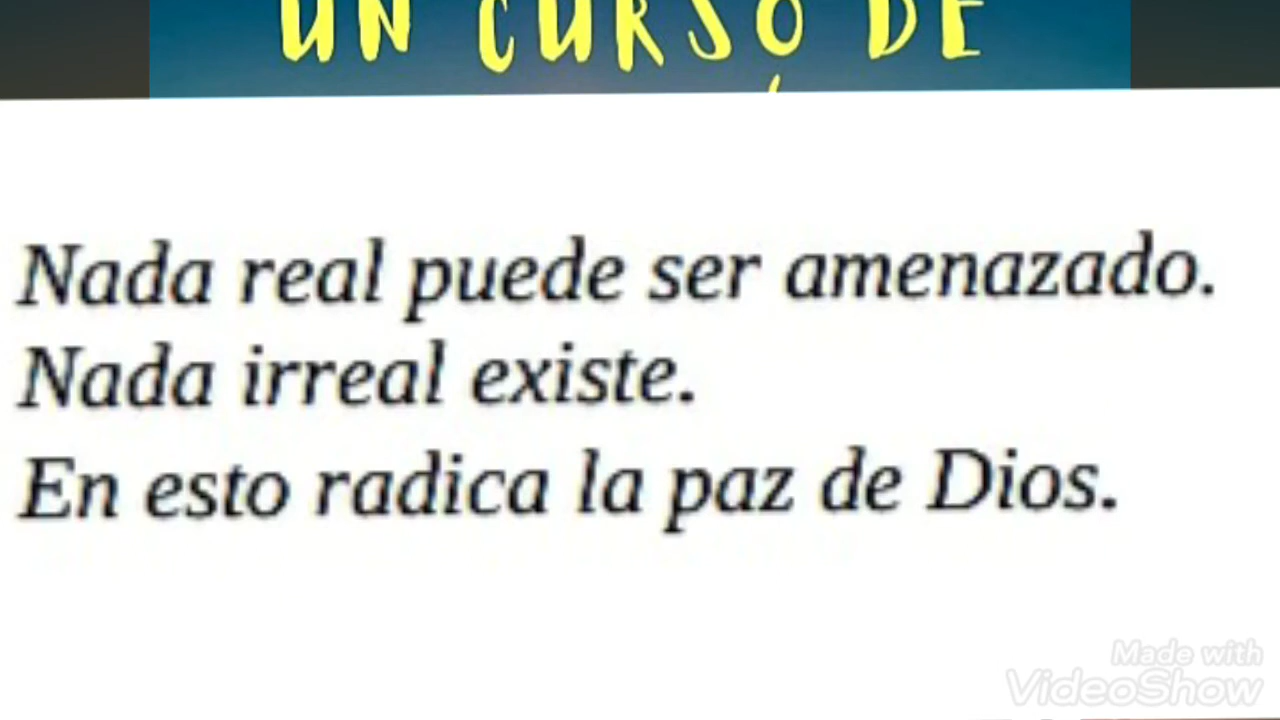 UN CURSO DE
Nada real puede ser amenazado.
Nada irreal existe.
En esto radica la paz de Dios.
Made with
VideoShow